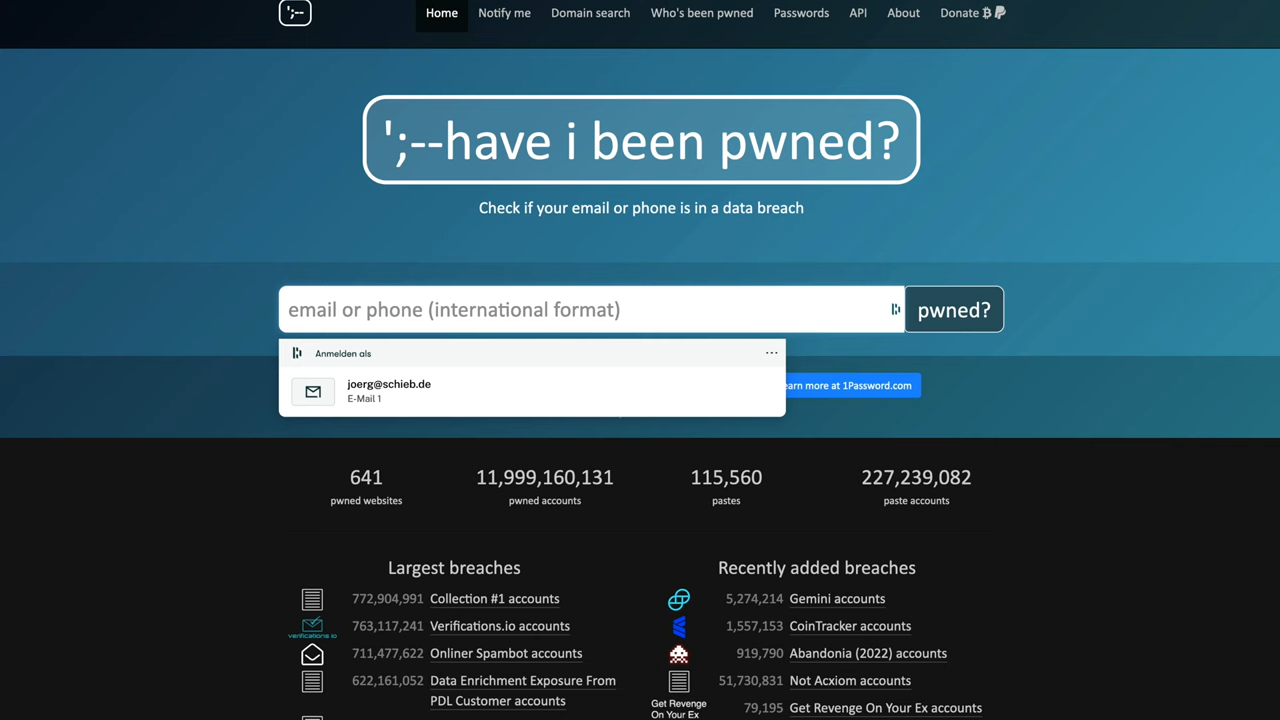 ';--
Home Notify me Domain search Who's been pwned Passwords API About Donate
';--have i been pwned?
Check if your email or phone is in a data breach
email or phone (international format)
pwned?
Anmelden als
joerg@schieb.de
E-Mail 1
earn more at 1Password.com
641 11,999,160,131 115,560 227,239,082
pwned websites pwned accounts pastes paste accounts
Largest breaches
772,904,991 Collection #1 accounts
verifications.io
763,117,241 Verifications.io accounts
711,477,622 Onliner Spambot accounts
622,161,052 Data Enrichment Exposure From
PDL Customer accounts
Recently added breaches
5,274,214 Gemini accounts
1,557,153 CoinTracker accounts
919,790 Abandonia (2022) accounts
51,730,831 Not Acxiom accounts
Get Revenge
On Your Ex
79,195 Get Revenge On Your Ex accounts